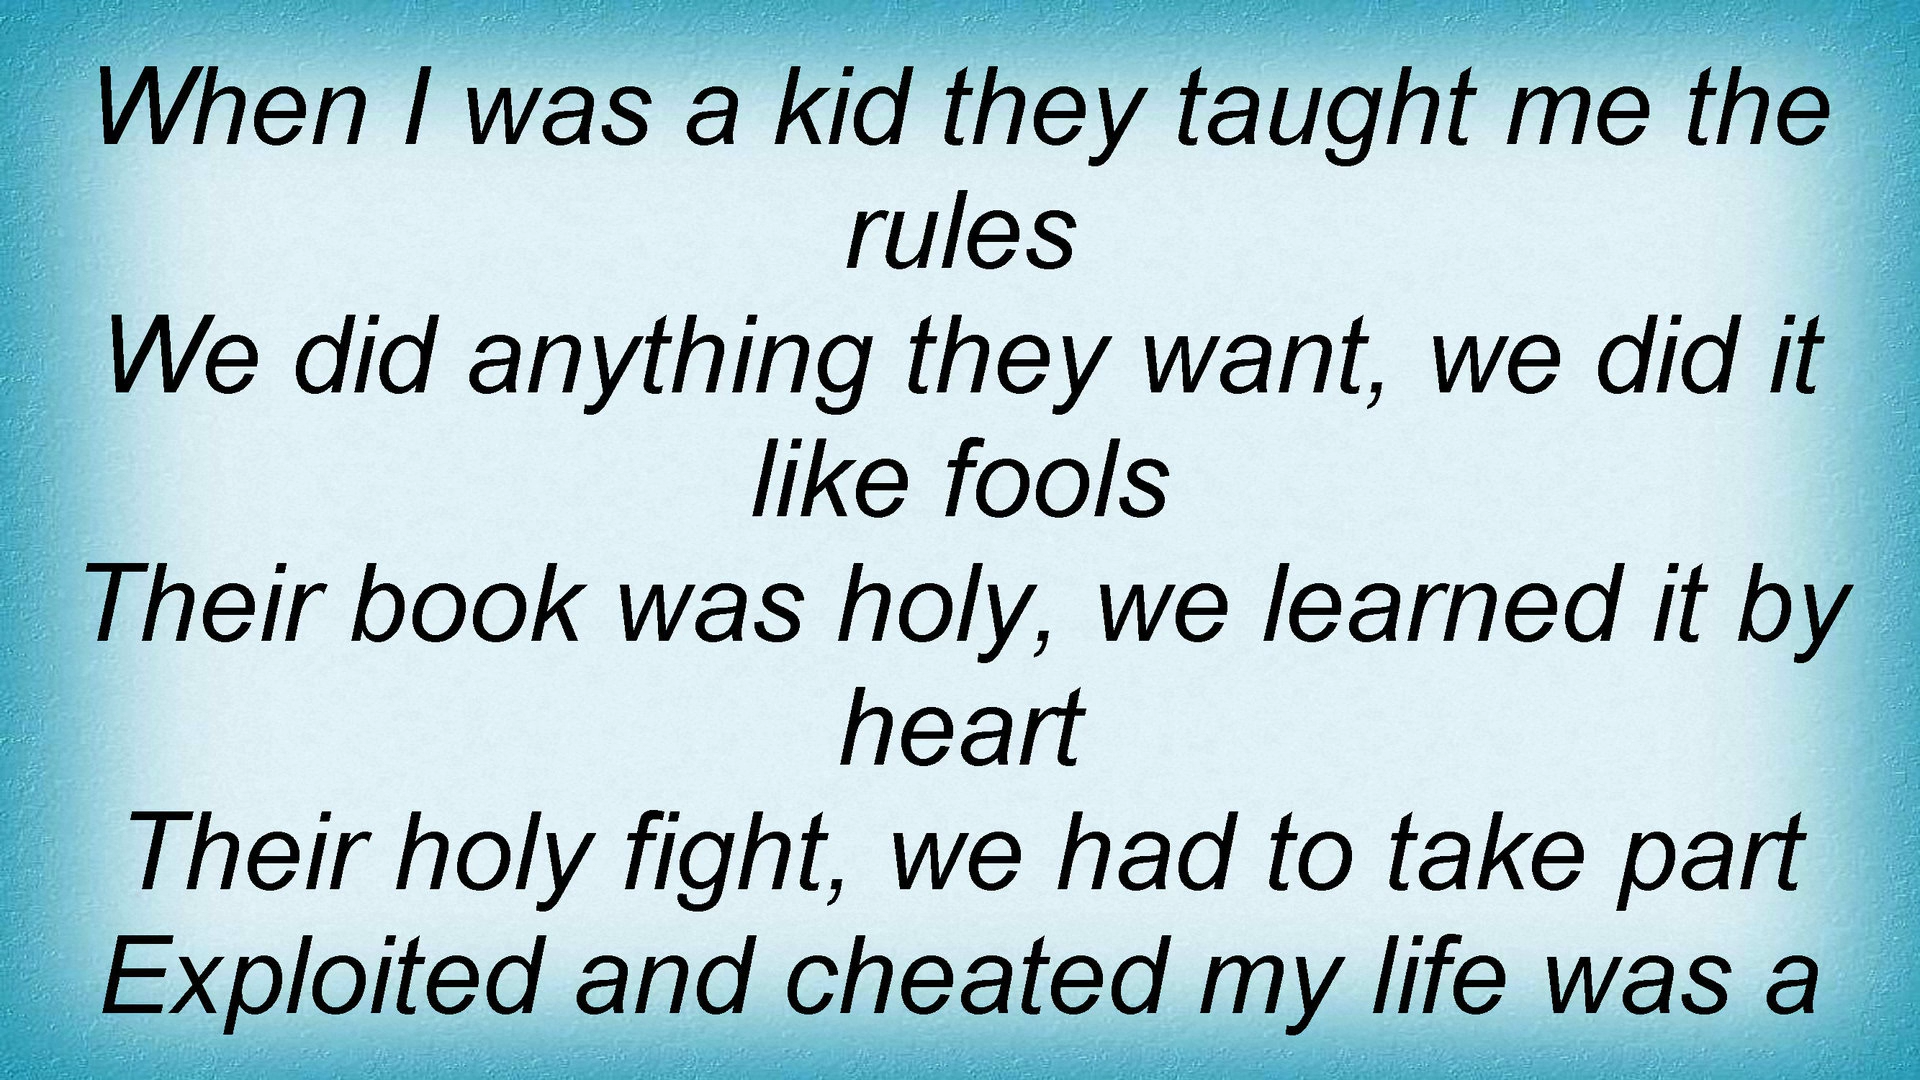 When I was a kid they taught me the
rules
We did anything they want, we did it
like fools
Their book was holy, we learned it by
heart
Their holy fight, we had to take part
Exploited and cheated my life was a